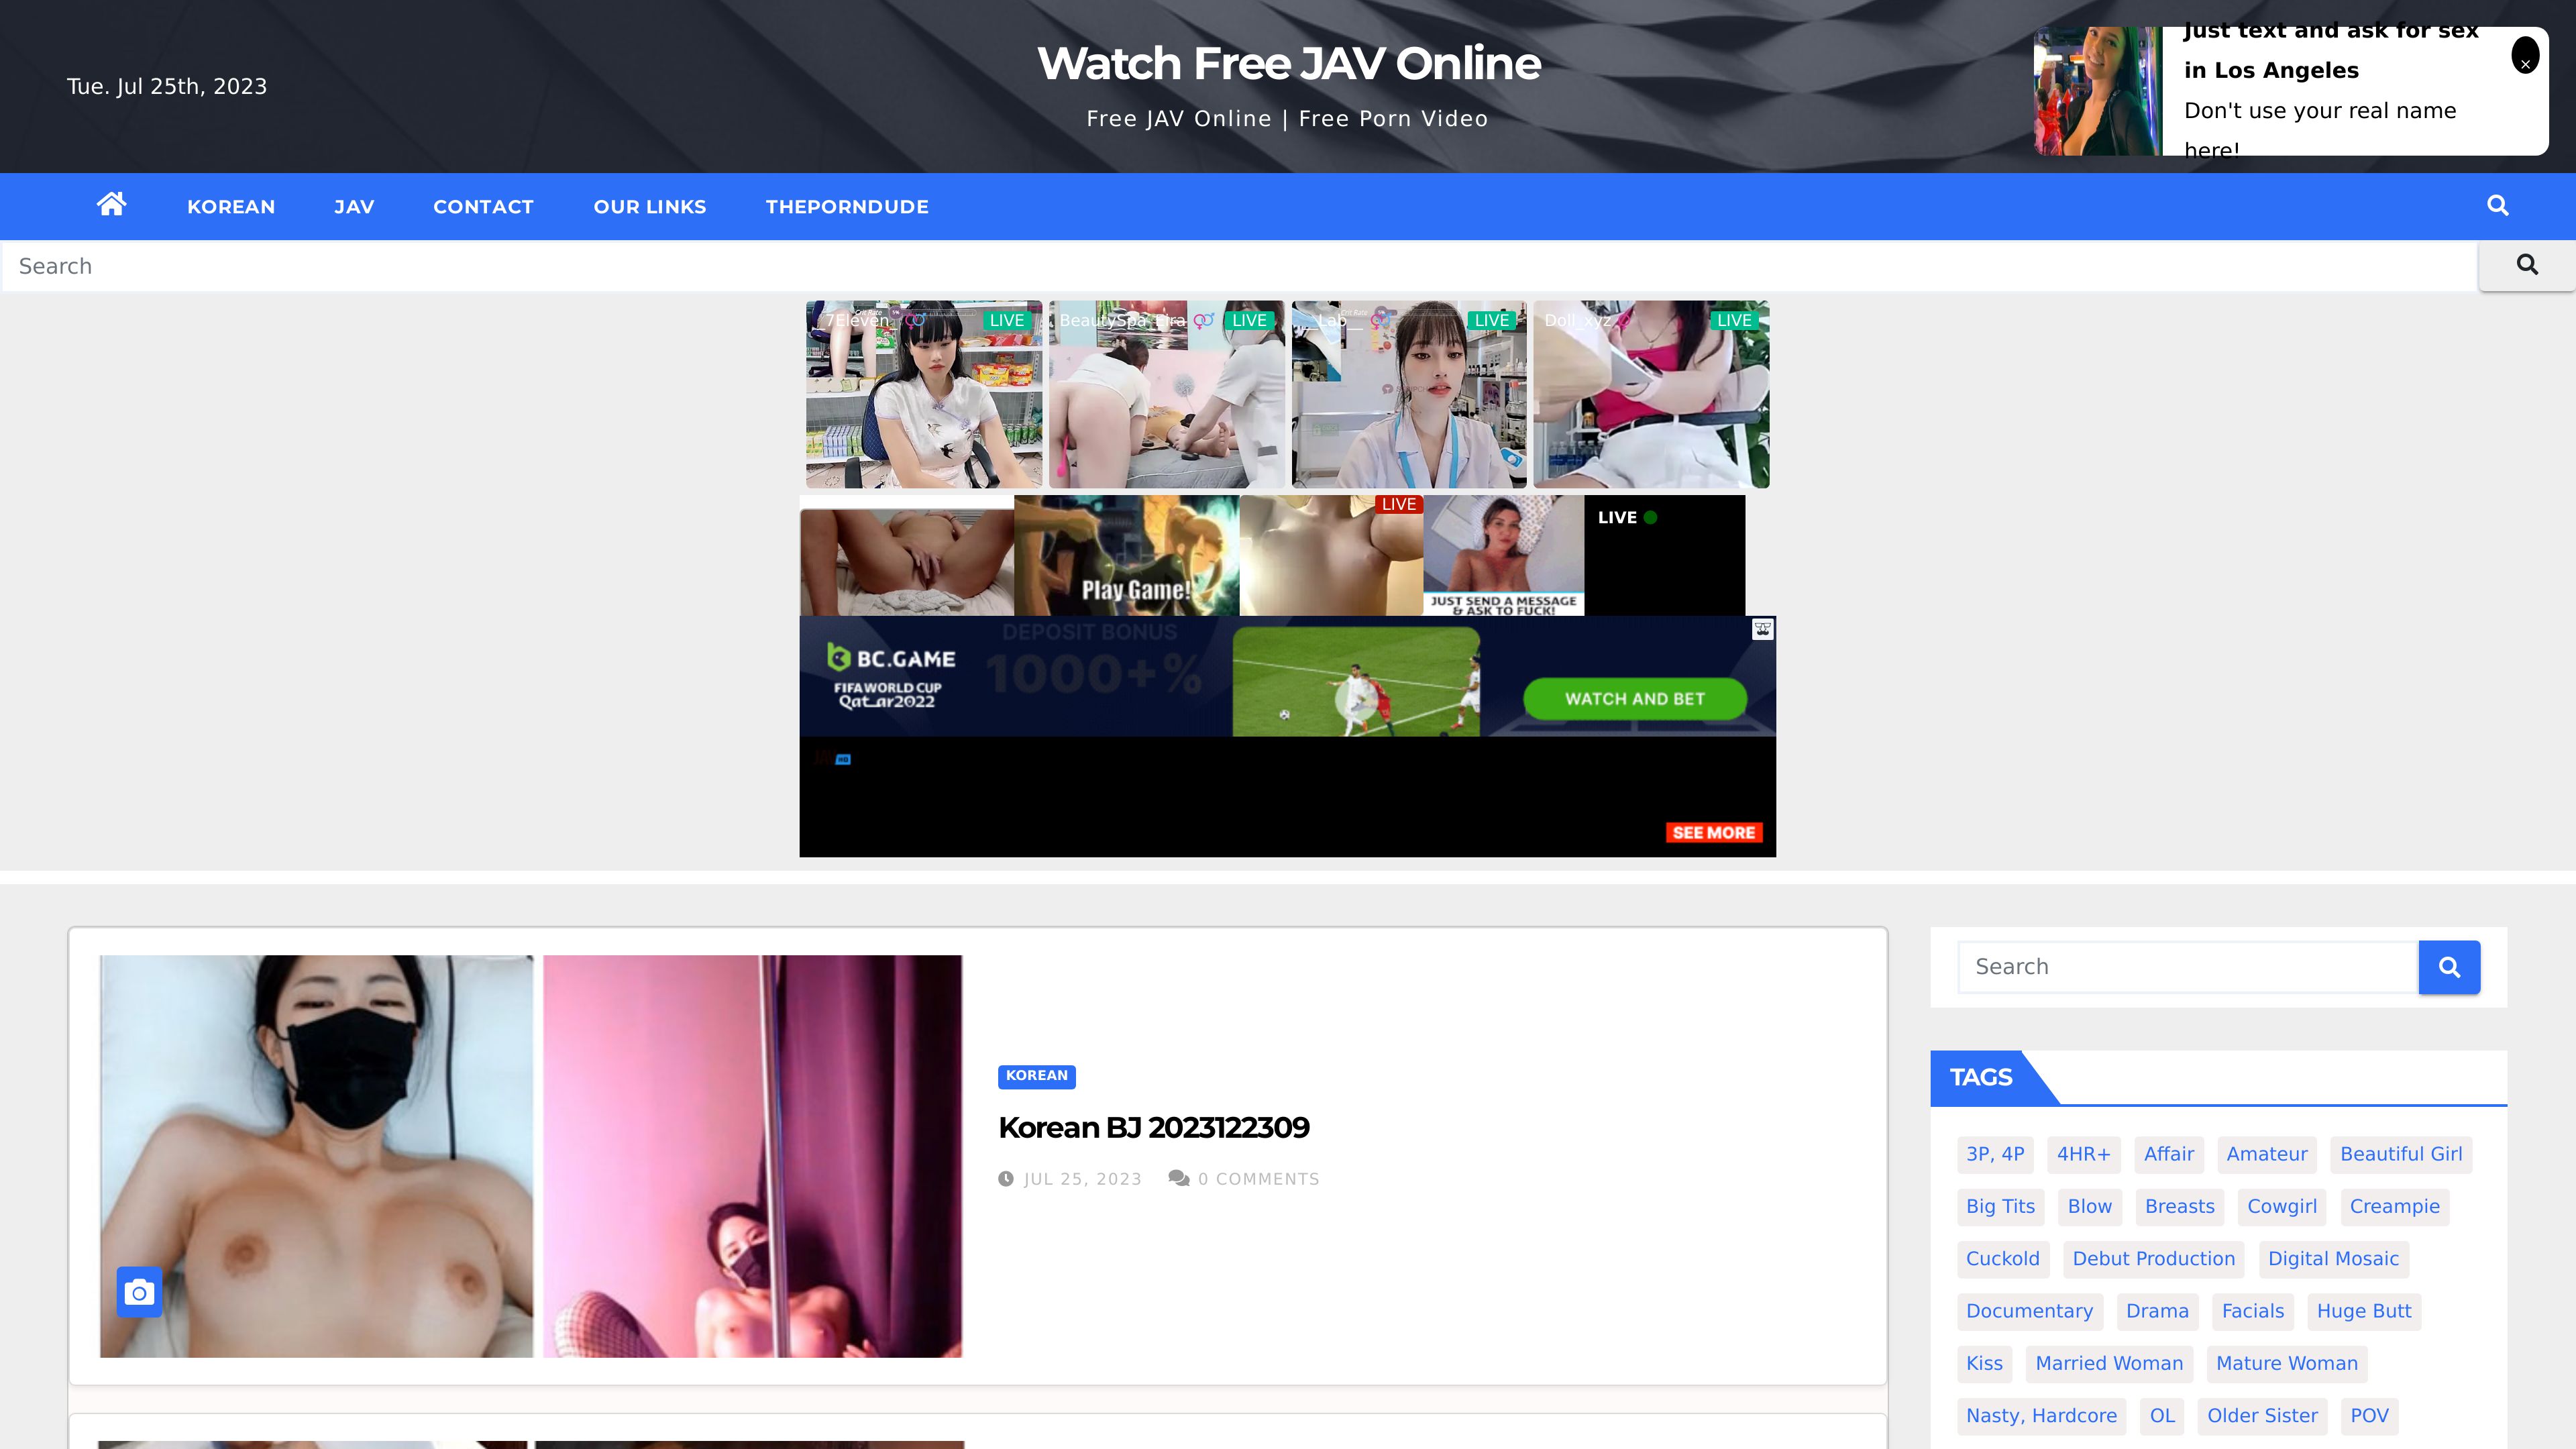 Tue. Jul 25th, 2023
Watch Free JAV Online
Free JAV Online | Free Porn Video
Just text and ask for sex
in Los Angeles
Don't use your real name
here!
×
KOREAN JAV CONTACT OUR LINKS THEPORNDUDE
Search
_7Eleven_ LIVE
LIVE
__Lab__ LIVE
Doll_xyz LIVE
Play Game!
LIVE
JUST SEND A MESSAGE
& ASK TO FUCK!
LIVE
BC.GAME
FIFA WORLD CUP
Qatar2022
DEPOSIT BONUS
1000+%
WATCH AND BET
JAV HD
SEE MORE
KOREAN
Korean BJ 2023122309
JUL 25, 2023 0 COMMENTS
Search
TAGS
3P, 4P 4HR+ Affair Amateur Beautiful Girl
Big Tits Blow Breasts Cowgirl Creampie
Cuckold Debut Production Digital Mosaic
Documentary Drama Facials Huge Butt
Kiss Married Woman Mature Woman
Nasty, Hardcore OL Older Sister POV